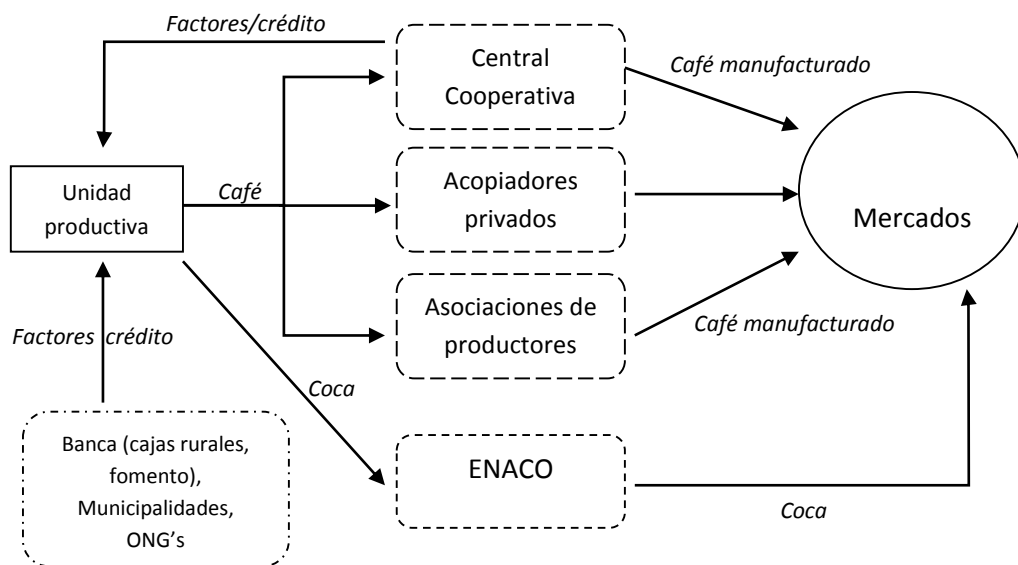 Factores/crédito
Central
Cooperativa
Café manufacturado
Unidad
productiva
Café
Acopiadores
privados
Mercados
Asociaciones de
productores
Café manufacturado
Factores crédito
Coca
Banca (cajas rurales,
fomento),
Municipalidades,
ONG's
ENACO
Coca